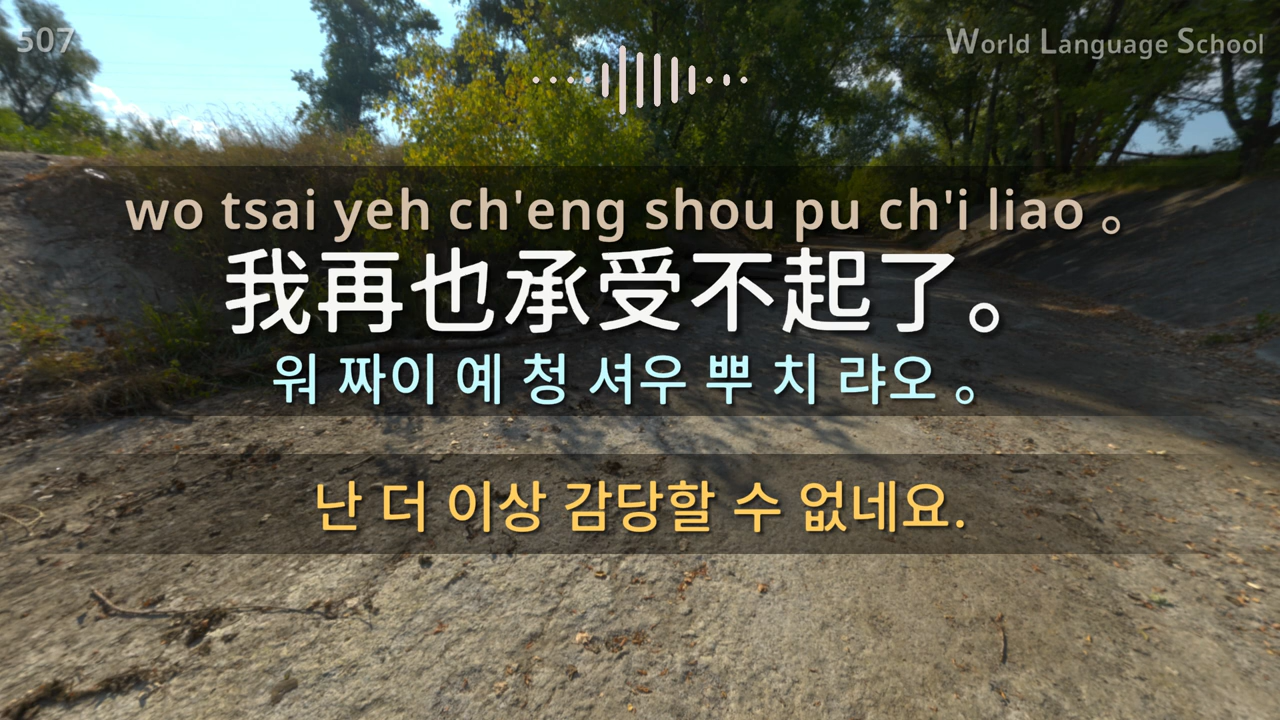 507
World Language School
wo tsai yeh ch'eng shou pu ch'i liao 。
我再也承受不起了。
워 짜이 예 청 셔우 뿌 치 랴오 。
난 더 이상 감당할 수 없네요.